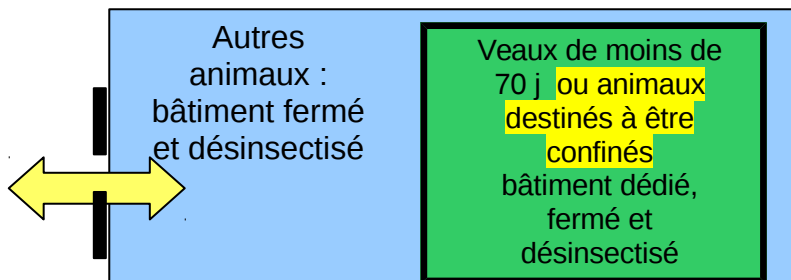 Autres
animaux :
bâtiment fermé
et désinsectisé
Veaux de moins de
70 j ou animaux
destinés à être
confinés
bâtiment dédié,
fermé et
désinsectisé